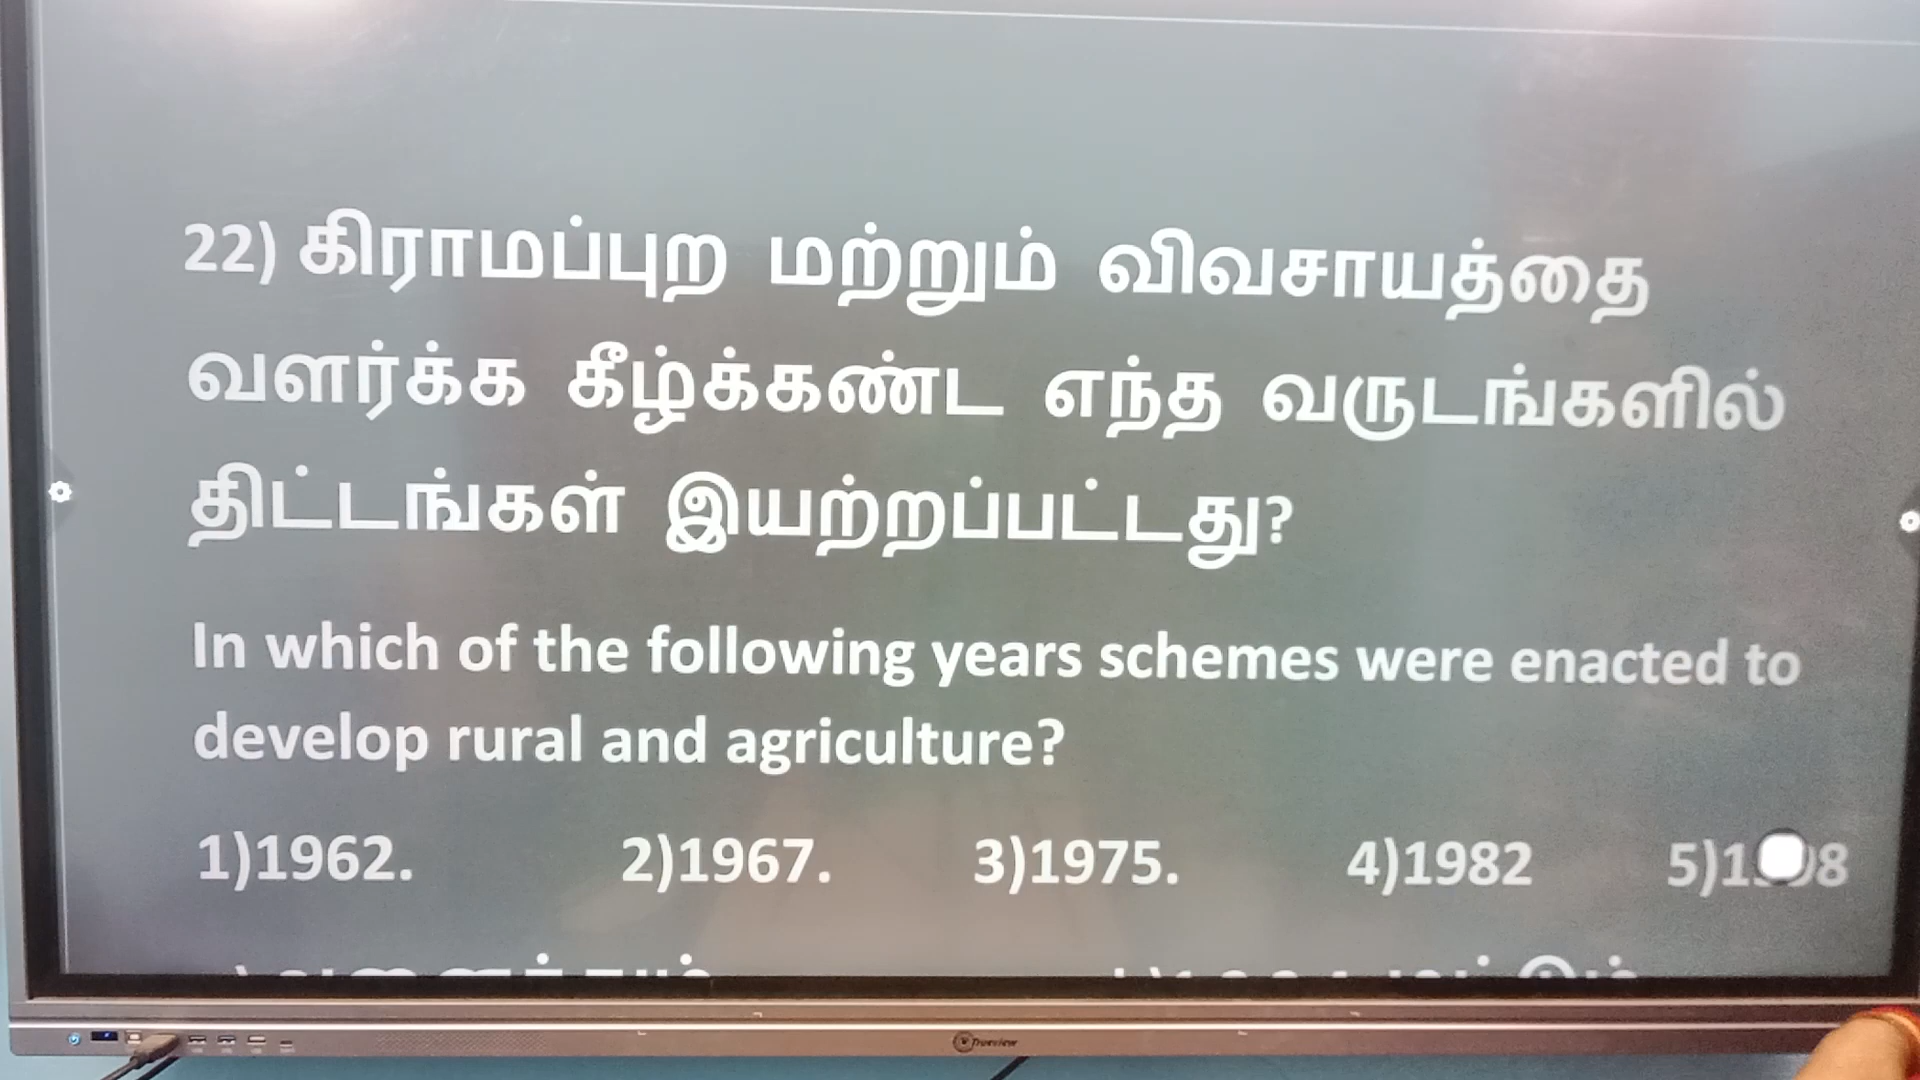 22) கிராமப்புற மற்றும் விவசாயத்தை
வளர்க்க கீழ்க்கண்ட எந்த வருடங்களில்
திட்டங்கள் இயற்றப்பட்டது?
In which of the following years schemes were enacted to
develop rural and agriculture?
1)1962. 2)1967. 3)1975. 4)1982
Trueview